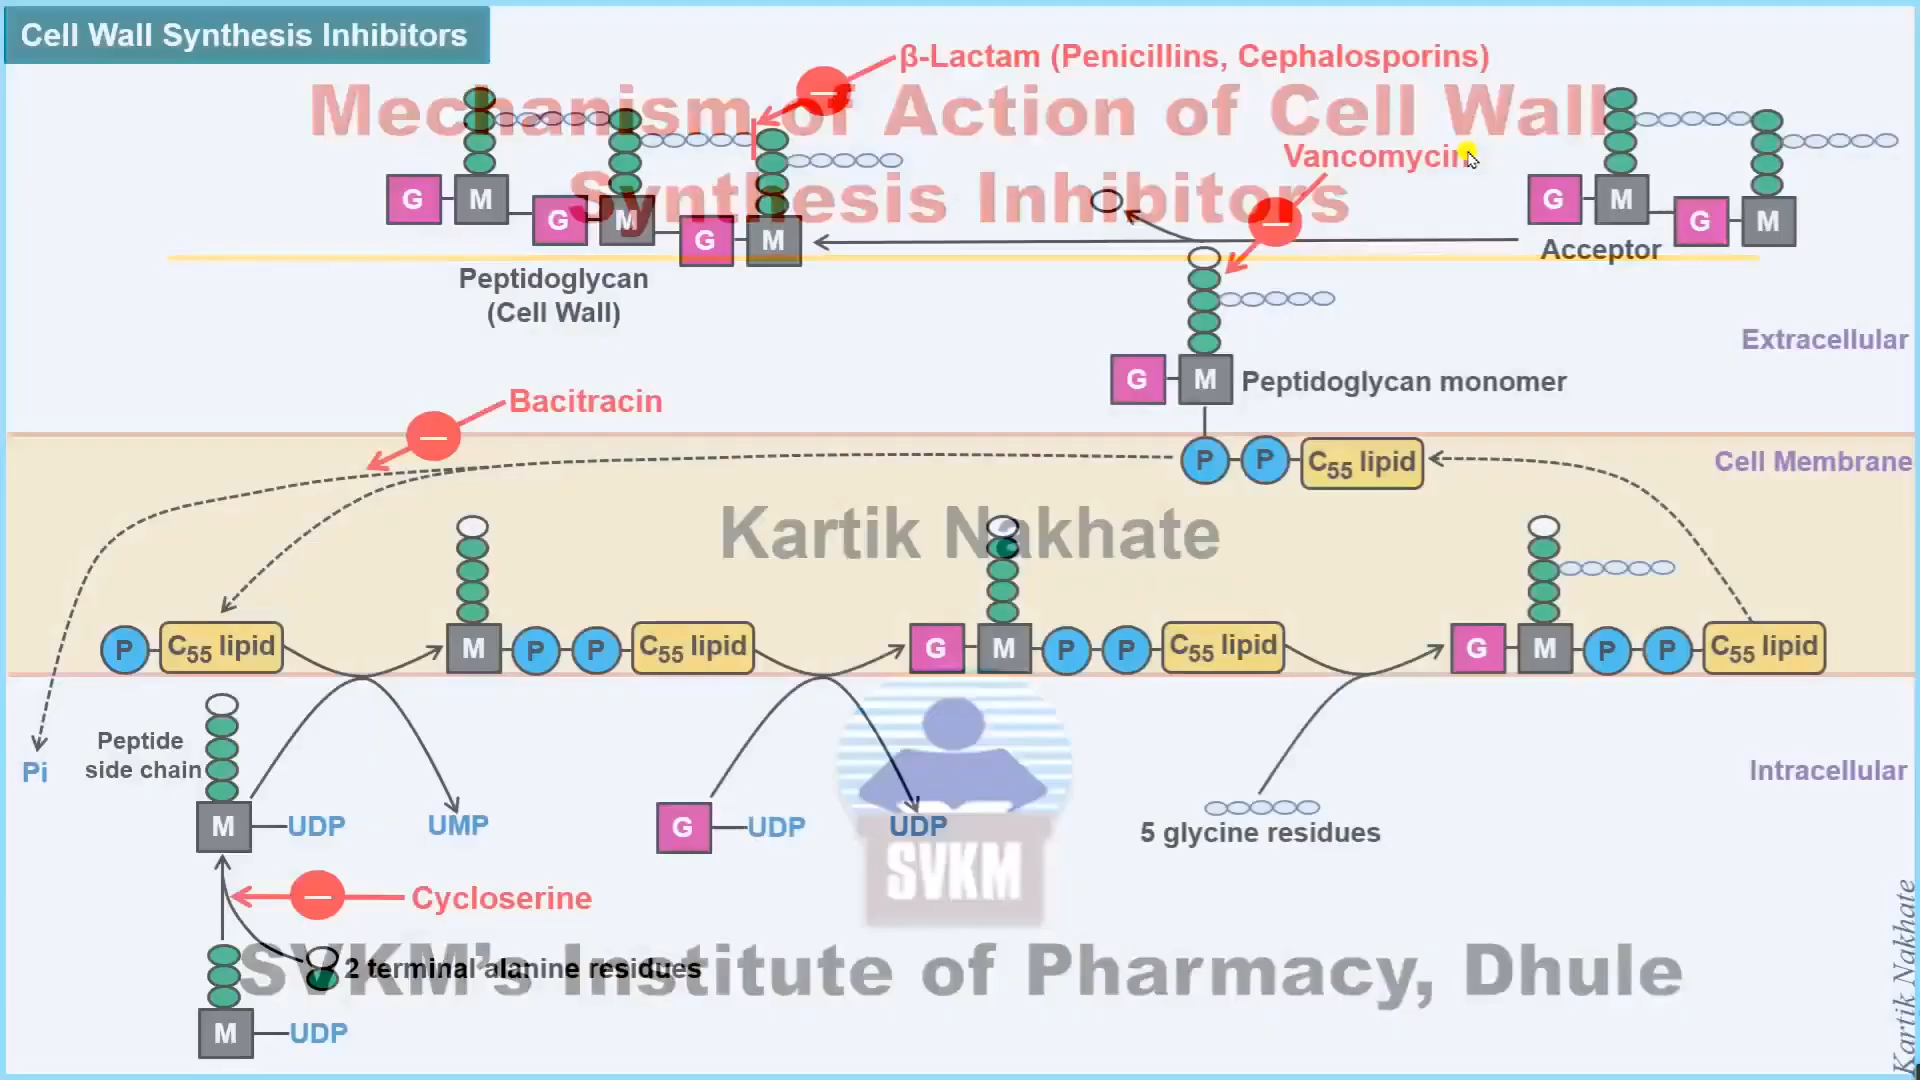 Cell Wall Synthesis Inhibitors
β-Lactam (Penicillins, Cephalosporins)
Mechanism of Action of Cell Wall
Synthesis Inhibitors
Vancomycin
G M G M G M
G M G M
Acceptor
Peptidoglycan
(Cell Wall)
Extracellular
G M Peptidoglycan monomer
Bacitracin
P P C55 lipid
Cell Membrane
Kartik Nakhate
P C55 lipid
M P P C55 lipid
G M P P C55 lipid
G M P P C55 lipid
Pi
Peptide
side chain
M UDP
UMP
G UDP
UDP
5 glycine residues
Intracellular
SVKM
Cycloserine
2 terminal alanine residues
SVKM's Institute of Pharmacy, Dhule
M UDP
Kartik Nakhate